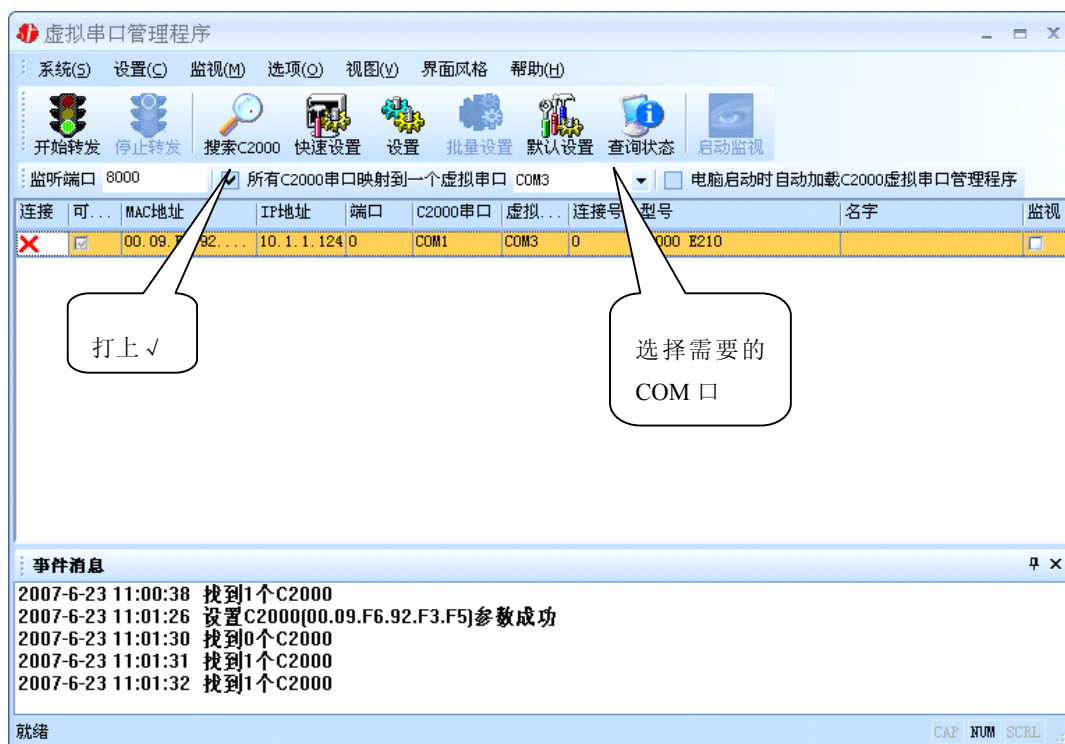 虚拟串口管理程序
系统(S) 设置(C) 监视(M) 选项(O) 视图(V) 界面风格 帮助(H)
开始转发 停止转发 搜索C2000 快速设置 设置 批量设置 默认设置 查询状态 启动监视
监听端口 8000 所有C2000串口映射到一个虚拟串口 COM3 电脑启动时自动加载C2000虚拟串口管理程序
连接 可... MAC地址 IP地址 端口 C2000串口 虚拟... 连接号 型号 名字 监视
00.09. 92.... 10.1.1.124 0 COM1 COM3 0 000 E210
打上√
选择需要的
COM 口
事件消息
2007-6-23 11:00:38 找到1个C2000
2007-6-23 11:01:26 设置C2000(00.09.F6.92.F3.F5)参数成功
2007-6-23 11:01:30 找到0个C2000
2007-6-23 11:01:31 找到1个C2000
2007-6-23 11:01:32 找到1个C2000
就绪 CAP NUM SCRL